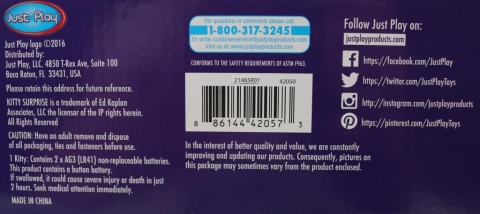 Just Play
Just Play logo ©2016
Distributed by:
Just Play, LLC. 4850 T-Rex Ave, Suite 100
Boca Raton, FL 33431, USA
Please retain this address for future reference.
KITTY SURPRISE is a trademark of Ed Kaplan
Associates, LLC the licensor of the IP rights herein.
All Rights Reserved
CAUTION: Have an adult remove and dispose
of all packaging, ties and fasteners before use.
1 Kitty: Contains 2 x AG3 (LR41) non-replaceable batteries.
This product contains a button battery.
If swallowed, it could cause severe injury or death in just
2 hours. Seek medical attention immediately.
MADE IN CHINA
For questions or comments please call:
1-800-317-3245
Or write: customerservice@justplayproducts.com
Visit us at: www.justplayproducts.com
CONFORMS TO THE SAFETY REQUIREMENTS OF ASTM F963.
42050
8 86144 42057 3
In the interest of quality and value, we are constantly
improving and updating our products. Consequently, pictures on
this package may sometimes vary from the product enclosed.
Follow Just Play on:
justplayproducts.com
https://facebook.com/JustPlay
https://twitter.com/JustPlayToys
http://instagram.com/justplayproducts
https://pinterest.com/JustPlayToys